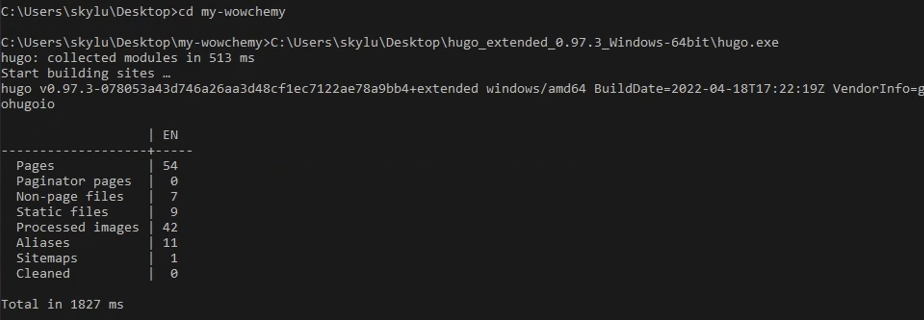 C:\Users\skylu\Desktop>cd my-wowchemy
C:\Users\skylu\Desktop\my-wowchemy>C:\Users\skylu\Desktop\hugo_extended_0.97.3_Windows-64bit\hugo.exe
hugo: collected modules in 513 ms
Start building sites …
hugo v0.97.3-078053a43d746a26aa3d48cf1ec7122ae78a9bb4+extended windows/amd64 BuildDate=2022-04-18T17:22:19Z VendorInfo=g
ohugoio
                   | EN
-------------------+-----
  Pages            | 54
  Paginator pages  |  0
  Non-page files   |  7
  Static files     |  9
  Processed images | 42
  Aliases          | 11
  Sitemaps         |  1
  Cleaned          |  0
Total in 1827 ms